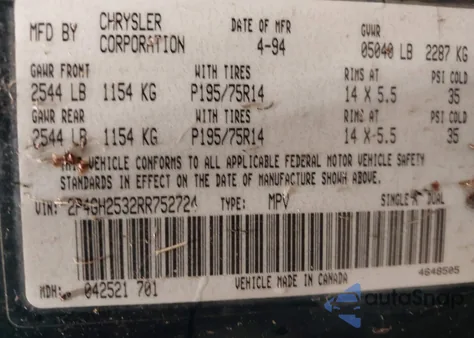 MFD BY CHRYSLER CORPORATION DATE OF MFR 4-94 GVWR 05040 LB 2287 KG
GAWR FRONT WITH TIRES RIMS AT PSI COLD
2544 LB 1154 KG P195/75R14 14 X 5.5 35
GAWR REAR WITH TIRES RIMS AT PSI COLD
2544 LB 1154 KG P195/75R14 14 X 5.5 35
VEHICLE CONFORMS TO ALL APPLICABLE FEDERAL MOTOR VEHICLE SAFETY
STANDARDS IN EFFECT ON THE DATE OF MANUFACTURE SHOWN ABOVE.
VIN: 2P4GH2532RR752724 TYPE: MPV SINGLE X DUAL
MDH: 042521 701 VEHICLE MADE IN CANADA 4648505
autoSnap